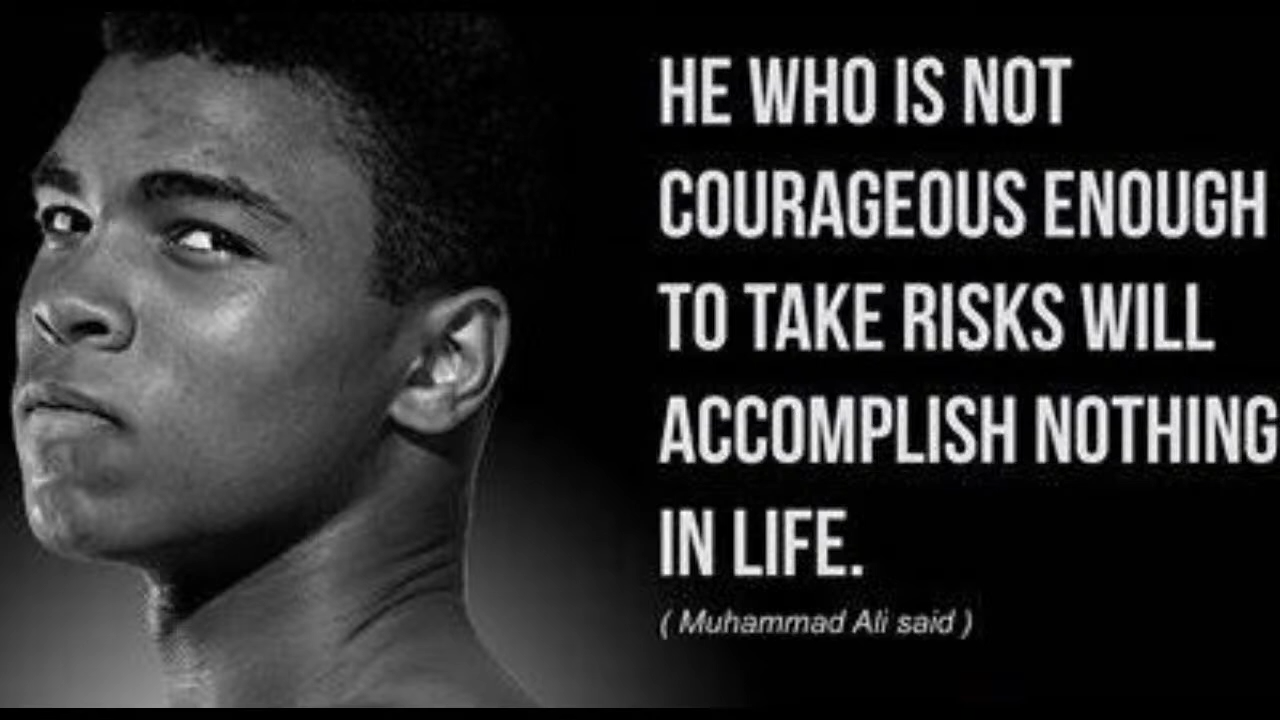 HE WHO IS NOT
COURAGEOUS ENOUGH
TO TAKE RISKS WILL
ACCOMPLISH NOTHING
IN LIFE.
( Muhammad Ali said )